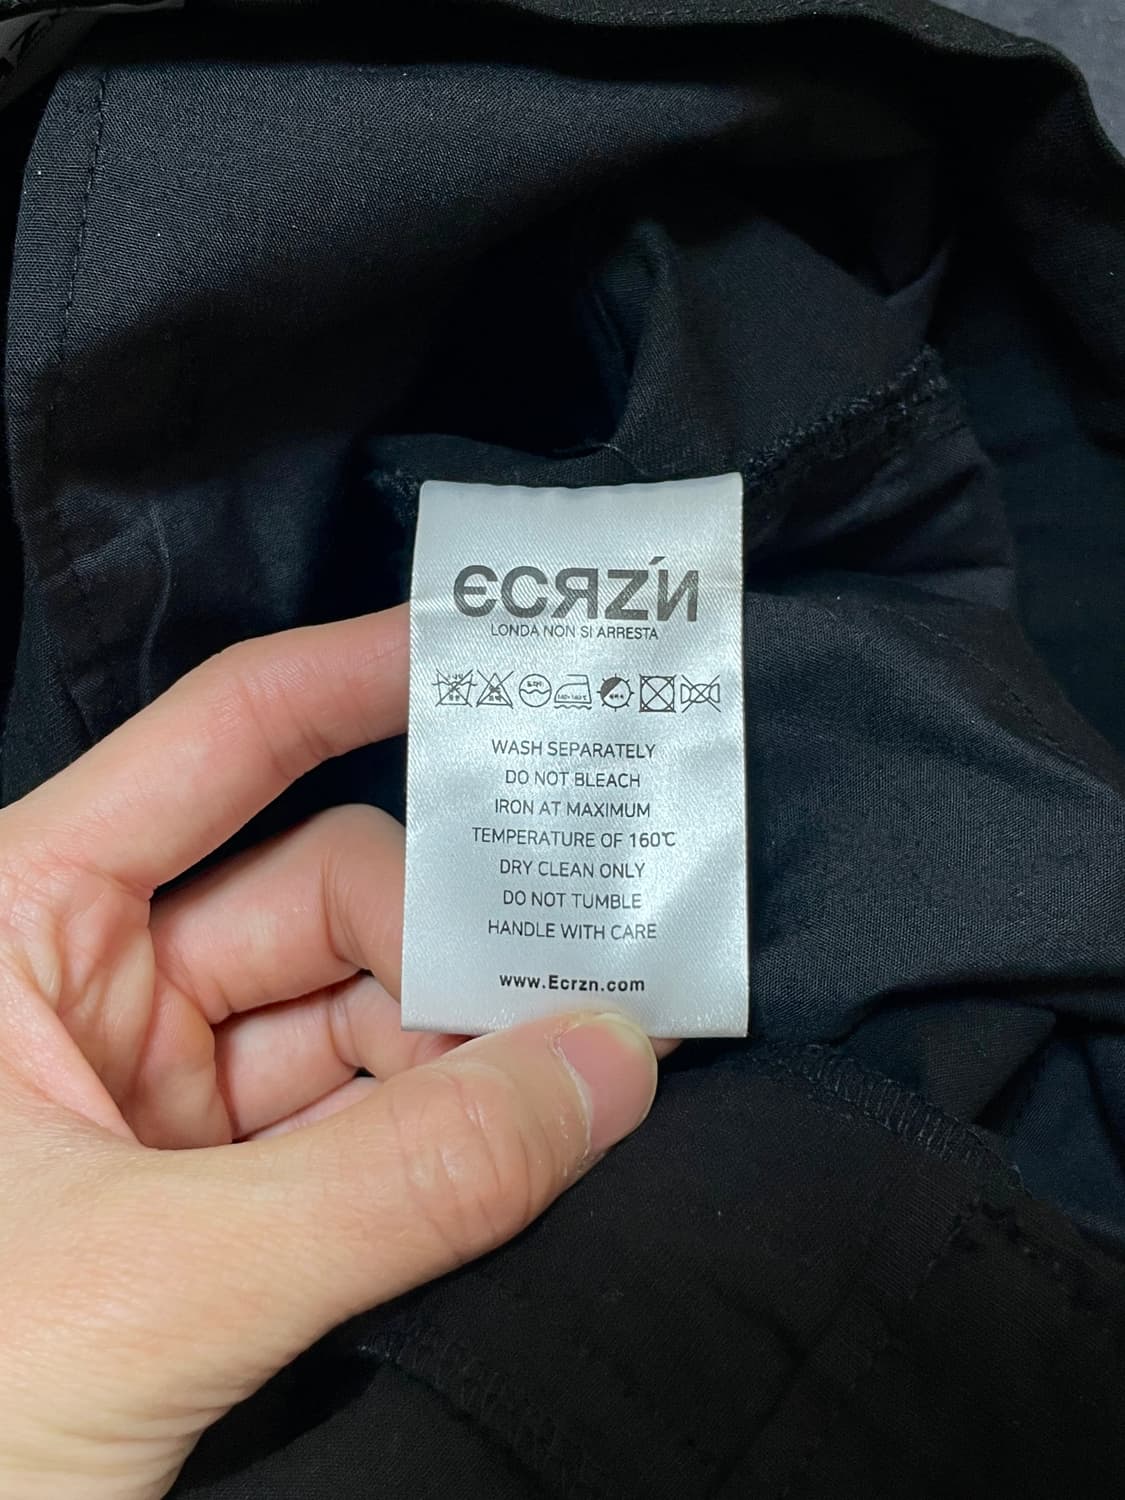 ЄCЯZ'И
LONDA NON SI ARRESTA
WASH SEPARATELY
DO NOT BLEACH
IRON AT MAXIMUM
TEMPERATURE OF 160℃
DRY CLEAN ONLY
DO NOT TUMBLE
HANDLE WITH CARE
www.Ecrzn.com